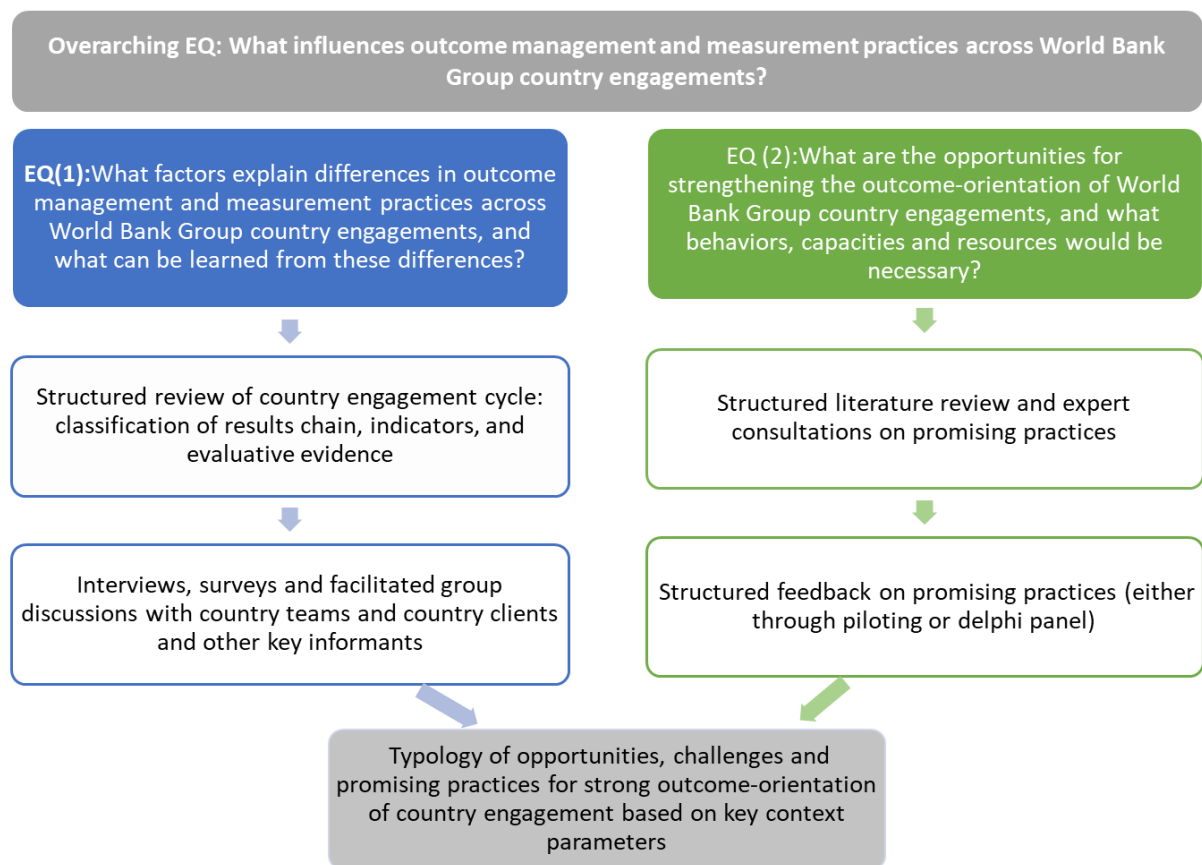 Overarching EQ: What influences outcome management and measurement practices across World Bank
Group country engagements?
EQ(1):What factors explain differences in outcome
management and measurement practices across
World Bank Group country engagements, and
what can be learned from these differences?
EQ (2):What are the opportunities for
strengthening the outcome-orientation of World
Bank Group country engagements, and what
behaviors, capacities and resources would be
necessary?
Structured review of country engagement cycle:
classification of results chain, indicators, and
evaluative evidence
Structured literature review and expert
consultations on promising practices
Interviews, surveys and facilitated group
discussions with country teams and country clients
and other key informants
Structured feedback on promising practices (either
through piloting or delphi panel)
Typology of opportunities, challenges and
promising practices for strong outcome-orientation
of country engagement based on key context
parameters